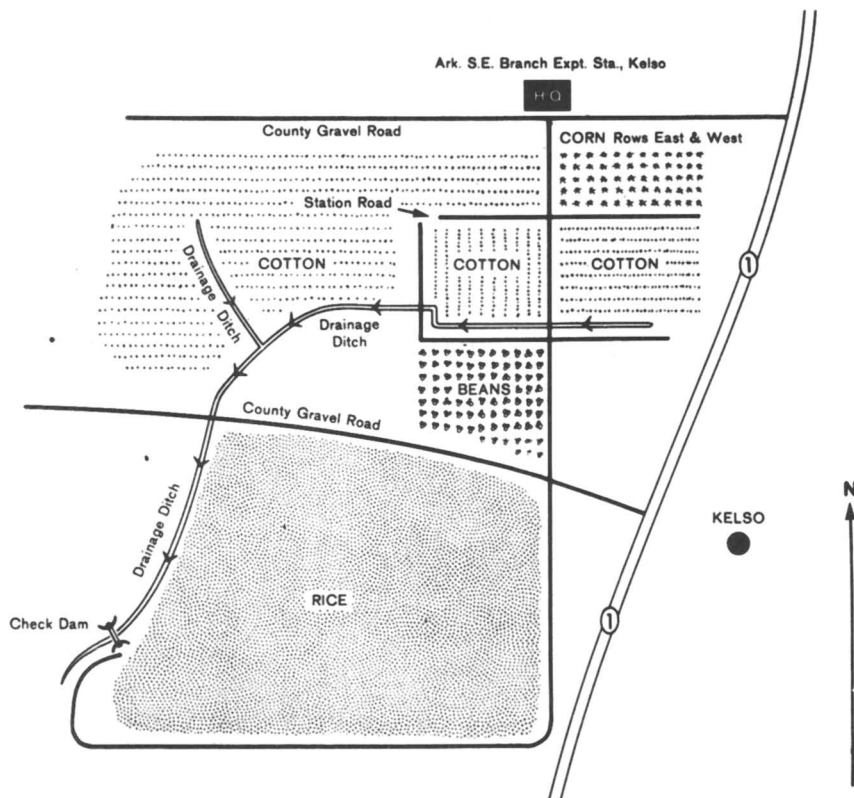 Ark. S.E. Branch Expt. Sta., Kelso
HQ
County Gravel Road
CORN Rows East & West
Station Road
Drainage Ditch
COTTON
COTTON
COTTON
1
Drainage
Ditch
BEANS
County Gravel Road
Drainage Ditch
N
KELSO
RICE
Check Dam
1